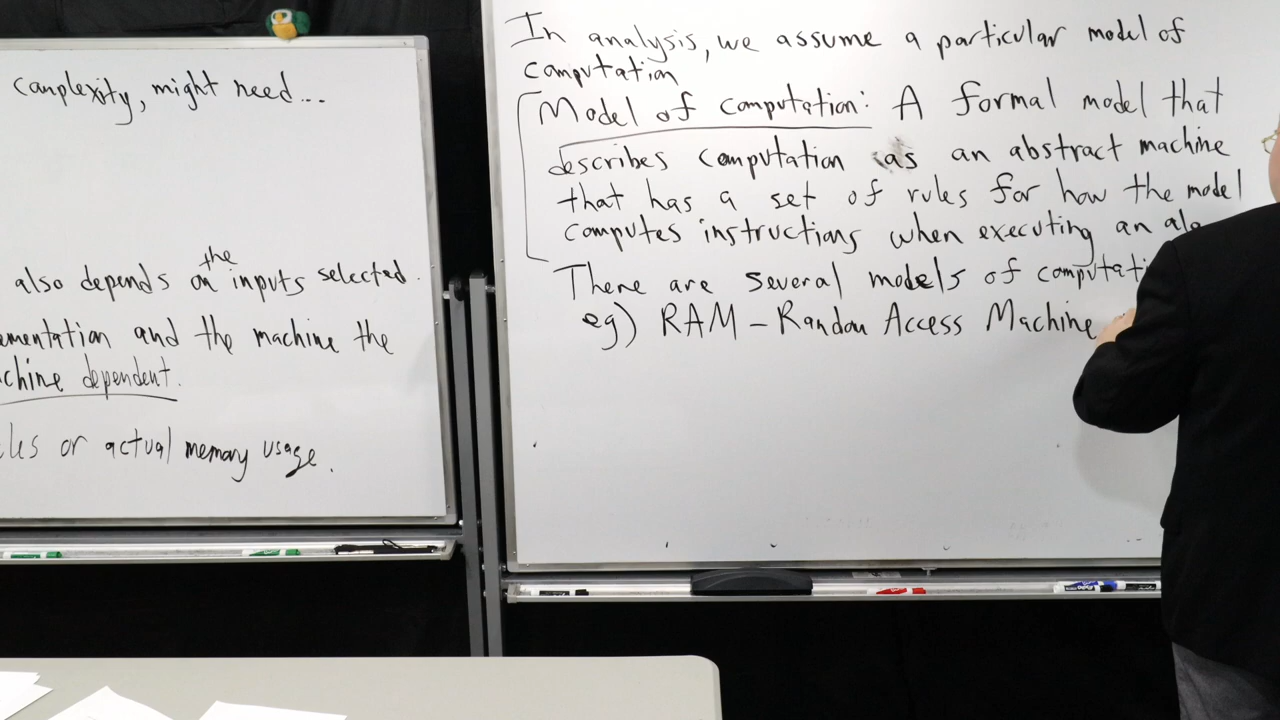 complexity, might need...
also depends on the inputs selected.
ementation and the machine the
chine dependent.
or actual memory usage.
In analysis, we assume a particular model of
computation
Model of computation: A formal model that
describes computation as an abstract machine
that has a set of rules for how the model
computes instructions when executing an
There are several models of computati
eg) RAM - Random Access Machine